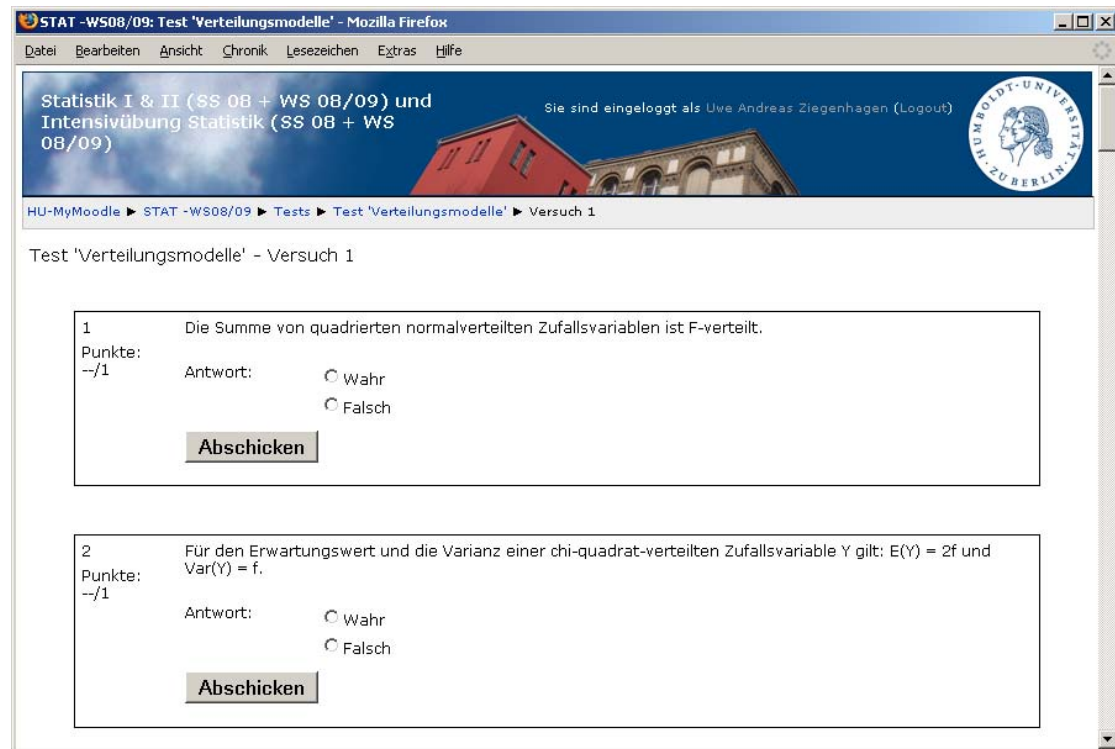 STAT -WS08/09: Test 'Verteilungsmodelle' - Mozilla Firefox
Datei Bearbeiten Ansicht Chronik Lesezeichen Extras Hilfe
Statistik I & II (SS 08 + WS 08/09) und
Intensivübung Statistik (SS 08 + WS
08/09)
Sie sind eingeloggt als Uwe Andreas Ziegenhagen (Logout)
HUMBOLDT-UNIVERSITÄT ZU BERLIN
HU-MyMoodle ► STAT -WS08/09 ► Tests ► Test 'Verteilungsmodelle' ► Versuch 1
Test 'Verteilungsmodelle' - Versuch 1
1
Punkte:
--/1
Die Summe von quadrierten normalverteilten Zufallsvariablen ist F-verteilt.
Antwort:
Wahr
Falsch
Abschicken
2
Punkte:
--/1
Für den Erwartungswert und die Varianz einer chi-quadrat-verteilten Zufallsvariable Y gilt: E(Y) = 2f und
Var(Y) = f.
Antwort:
Wahr
Falsch
Abschicken